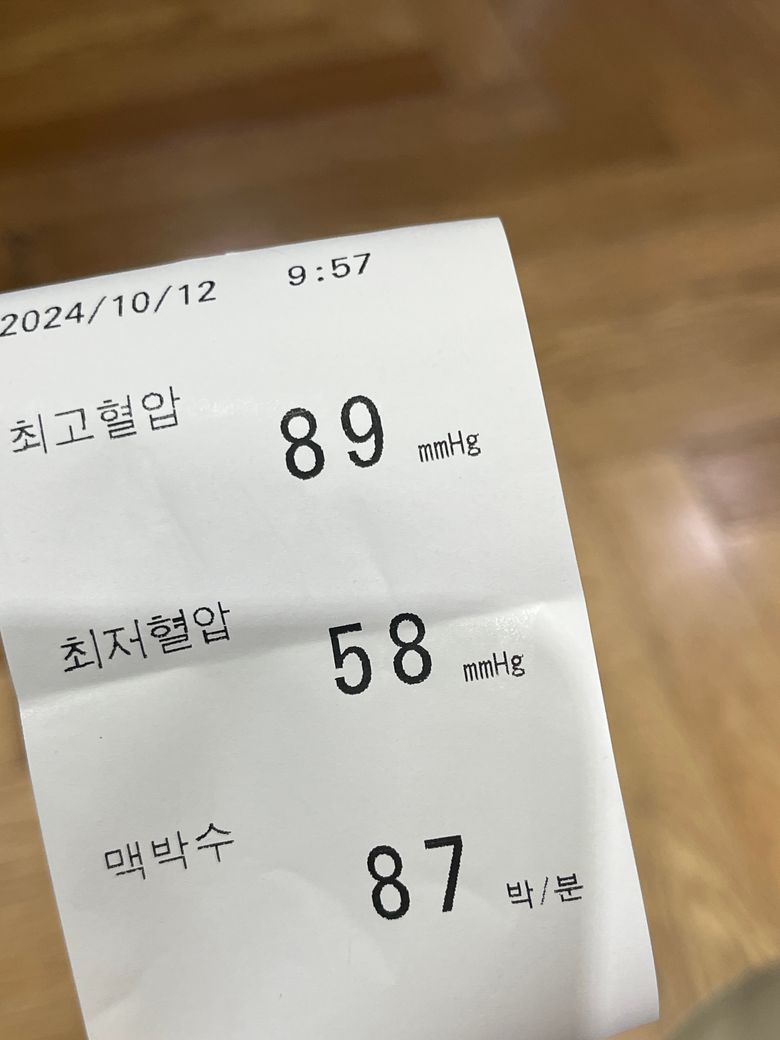 2024/10/12 9:57
최고혈압 89 mmHg
최저혈압 58 mmHg
맥박수 87 박/분